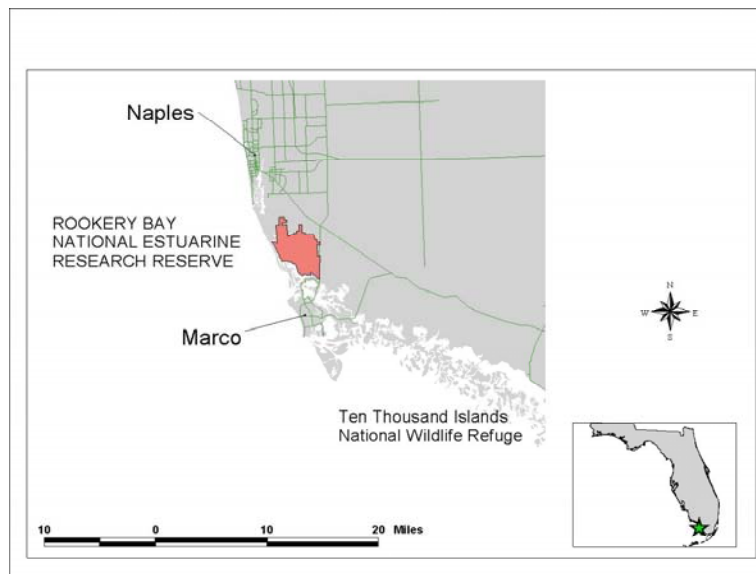 Naples
ROOKERY BAY
NATIONAL ESTUARINE
RESEARCH RESERVE
Marco
N
W E
S
Ten Thousand Islands
National Wildlife Refuge
10 0 10 20 Miles